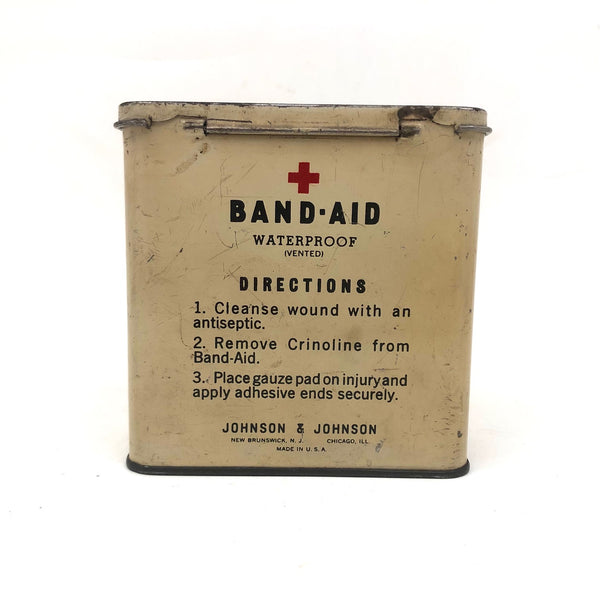 BAND-AID
WATERPROOF
(VENTED)
DIRECTIONS
1. Cleanse wound with an
antiseptic.
2. Remove Crinoline from
Band-Aid.
3. Place gauze pad on injury and
apply adhesive ends securely.
JOHNSON & JOHNSON
NEW BRUNSWICK, N. J. CHICAGO, ILL.
MADE IN U. S. A.